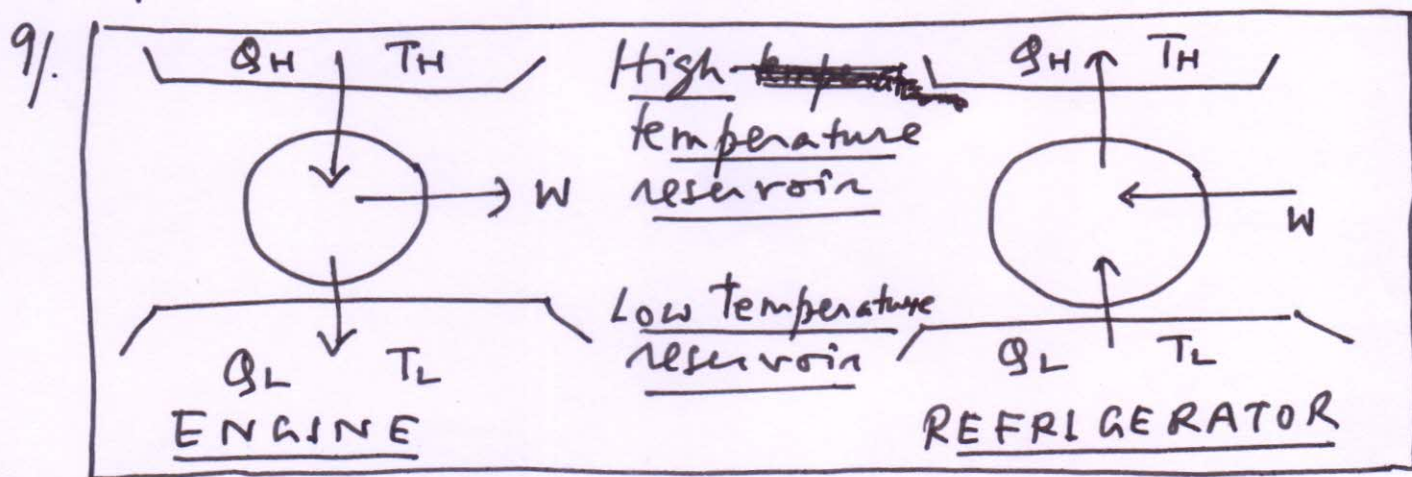 9/.
QH TH High QH TH
temperature
reservoir
W W
Low Temperature
reservoir
QL TL QL TL
ENGINE REFRIGERATOR